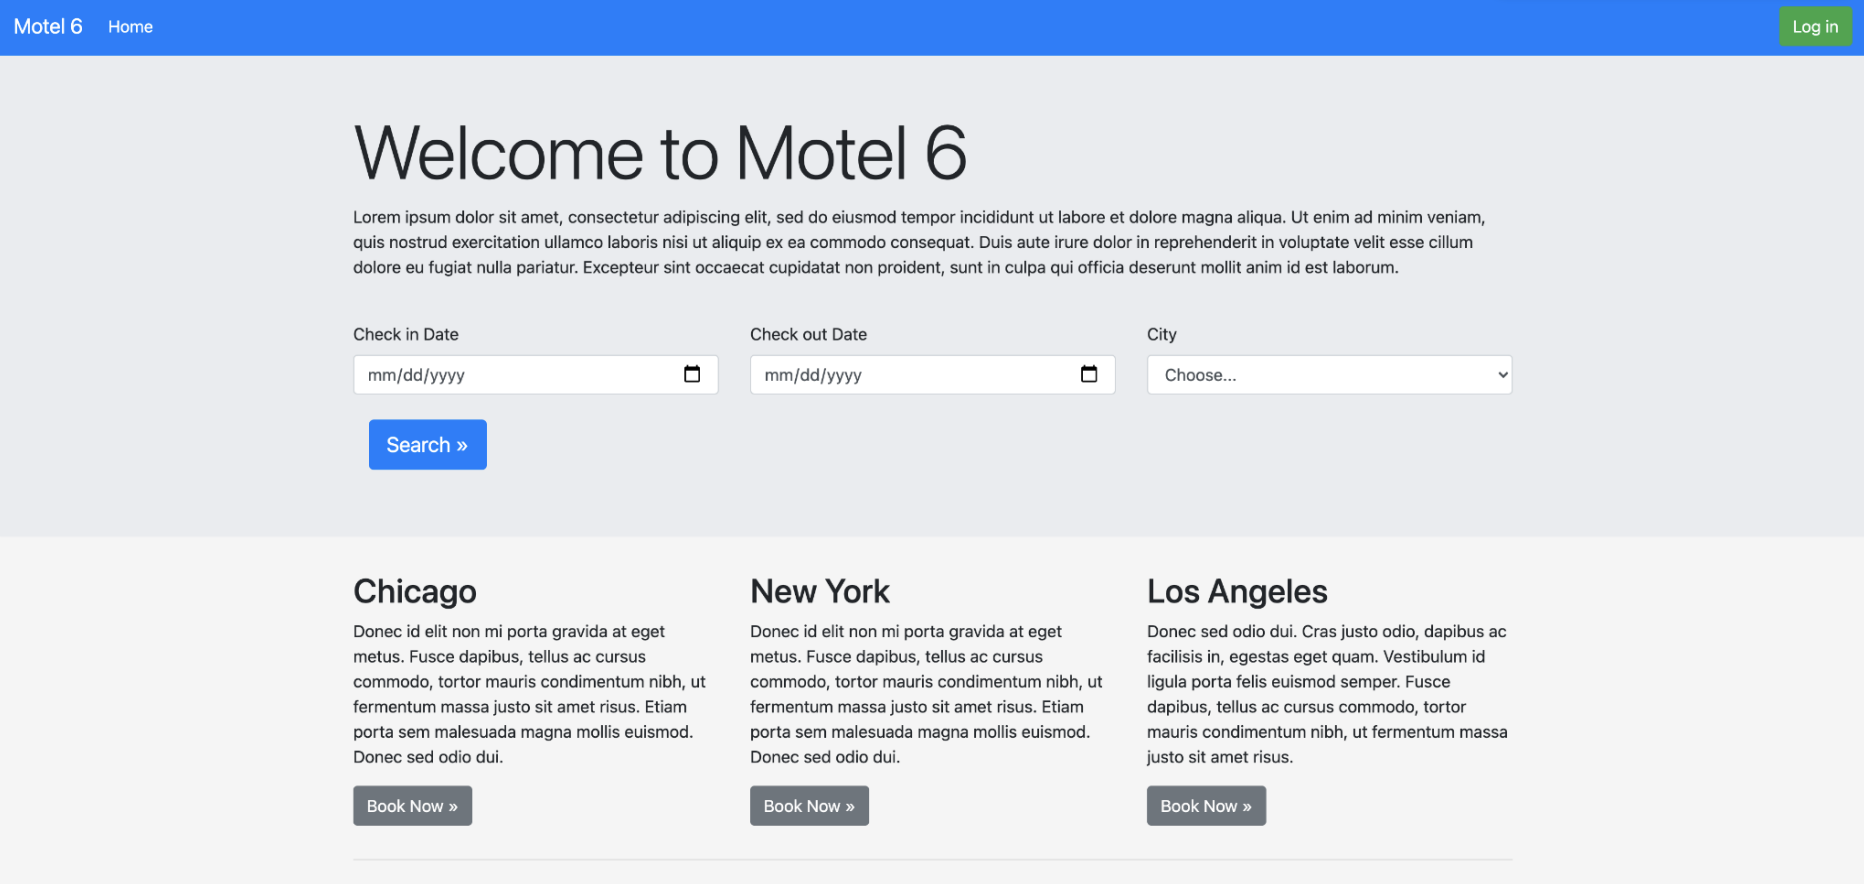 Motel 6 Home Log in
Welcome to Motel 6
Lorem ipsum dolor sit amet, consectetur adipiscing elit, sed do eiusmod tempor incididunt ut labore et dolore magna aliqua. Ut enim ad minim veniam,
quis nostrud exercitation ullamco laboris nisi ut aliquip ex ea commodo consequat. Duis aute irure dolor in reprehenderit in voluptate velit esse cillum
dolore eu fugiat nulla pariatur. Excepteur sint occaecat cupidatat non proident, sunt in culpa qui officia deserunt mollit anim id est laborum.
Check in Date
mm/dd/yyyy
Check out Date
mm/dd/yyyy
City
Choose...
Search »
Chicago
Donec id elit non mi porta gravida at eget
metus. Fusce dapibus, tellus ac cursus
commodo, tortor mauris condimentum nibh, ut
fermentum massa justo sit amet risus. Etiam
porta sem malesuada magna mollis euismod.
Donec sed odio dui.
Book Now »
New York
Donec id elit non mi porta gravida at eget
metus. Fusce dapibus, tellus ac cursus
commodo, tortor mauris condimentum nibh, ut
fermentum massa justo sit amet risus. Etiam
porta sem malesuada magna mollis euismod.
Donec sed odio dui.
Book Now »
Los Angeles
Donec sed odio dui. Cras justo odio, dapibus ac
facilisis in, egestas eget quam. Vestibulum id
ligula porta felis euismod semper. Fusce
dapibus, tellus ac cursus commodo, tortor
mauris condimentum nibh, ut fermentum massa
justo sit amet risus.
Book Now »